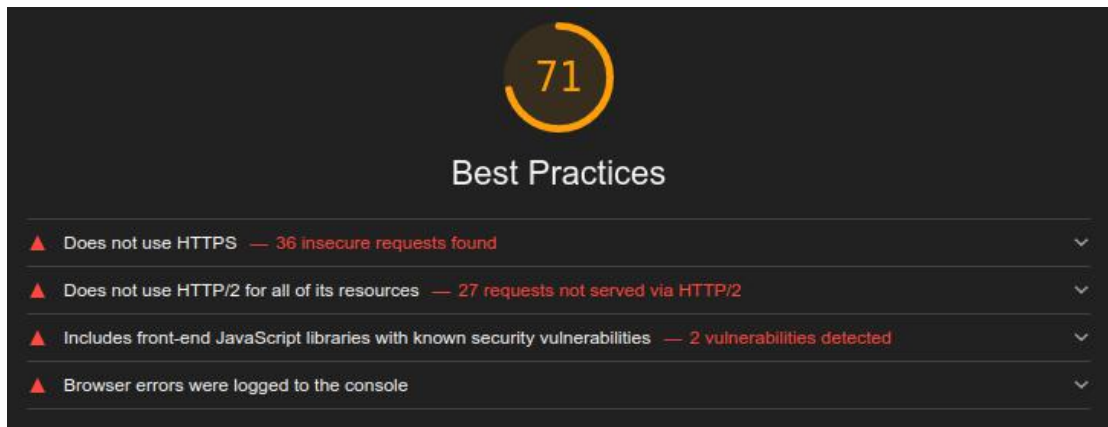 71
Best Practices
Does not use HTTPS — 36 insecure requests found
Does not use HTTP/2 for all of its resources — 27 requests not served via HTTP/2
Includes front-end JavaScript libraries with known security vulnerabilities — 2 vulnerabilities detected
Browser errors were logged to the console